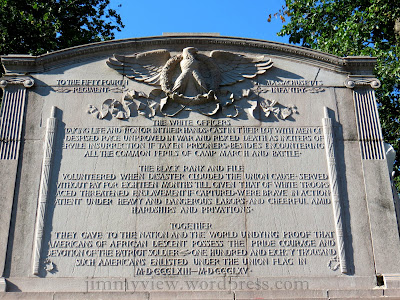 TO THE FIFTY FOURTH MASSACHUSETTS
REGIMENT INFANTRY
THE WHITE OFFICERS
TAKING LIFE AND HONOR IN THEIR HANDS-CAST IN THEIR LOT WITH MEN OF
DESPISED RACE UNPROVED IN WAR AND RISKED DEATH AS INCITERS OF
SERVILE INSURRECTION IF TAKEN PRISONERS-BESIDES ENCOUNTERING
ALL THE COMMON PERILS OF CAMP MARCH AND BATTLE-
THE BLACK RANK AND FILE
VOLUNTEERED WHEN DISASTER CLOUDED THE UNION CAUSE-SERVED
WITHOUT PAY FOR EIGHTEEN MONTHS TILL GIVEN THAT OF WHITE TROOPS-
FACED THREATENED ENSLAVEMENT IF CAPTURED-WERE BRAVE IN ACTION-
PATIENT UNDER HEAVY AND DANGEROUS LABORS-AND CHEERFUL AMID
HARDSHIPS AND PRIVATIONS-
TOGETHER
THEY GAVE TO THE NATION AND THE WORLD UNDYING PROOF THAT
AMERICANS OF AFRICAN DESCENT POSSESS THE PRIDE COURAGE AND
DEVOTION OF THE PATRIOT SOLDIER-ONE HUNDRED AND EIGHTY THOUSAND
SUCH AMERICANS ENLISTED UNDER THE UNION FLAG IN
M·D·CCC·LXIII-M·D·CCC·LXV-
jimmyview.wordpress.com